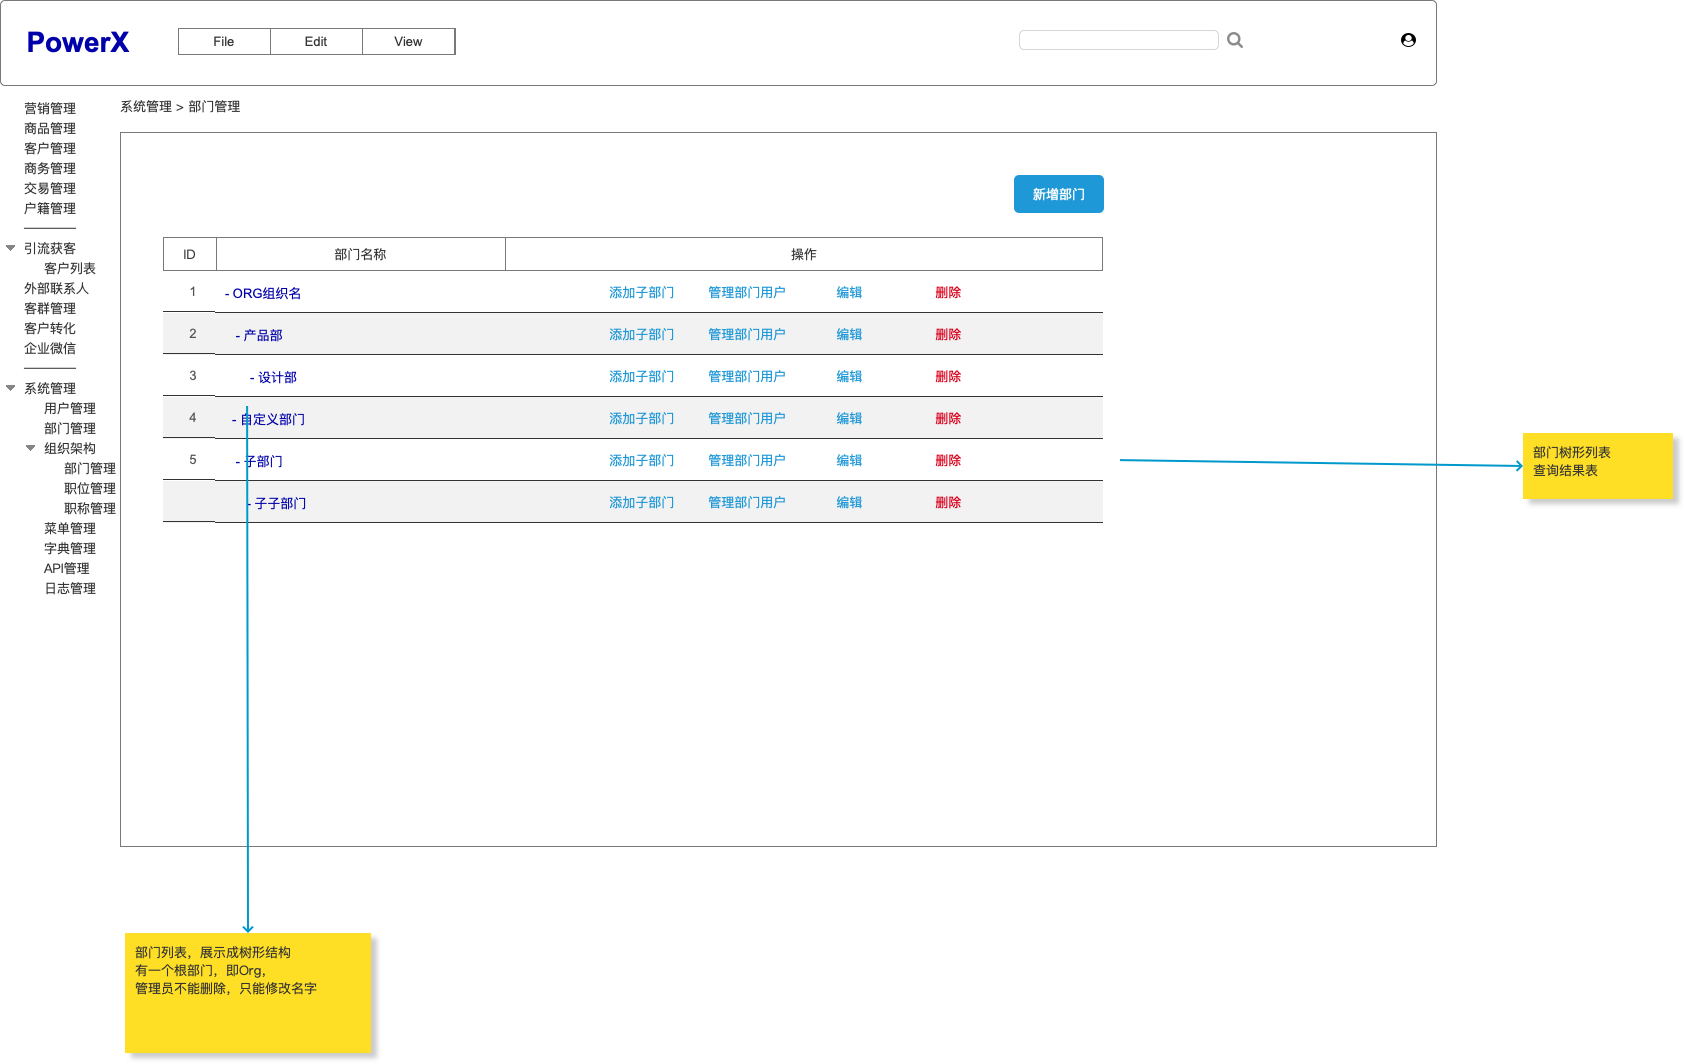 PowerX
File
Edit
View
系统管理 > 部门管理
营销管理
商品管理
客户管理
商务管理
交易管理
户籍管理
引流获客
客户列表
外部联系人
客群管理
客户转化
企业微信
系统管理
用户管理
部门管理
组织架构
部门管理
职位管理
职称管理
菜单管理
字典管理
API管理
日志管理
新增部门
ID 部门名称 操作
1 - ORG组织名 添加子部门 管理部门用户 编辑 删除
2 - 产品部 添加子部门 管理部门用户 编辑 删除
3 - 设计部 添加子部门 管理部门用户 编辑 删除
4 - 自定义部门 添加子部门 管理部门用户 编辑 删除
5 - 子部门 添加子部门 管理部门用户 编辑 删除
- 子子部门 添加子部门 管理部门用户 编辑 删除
部门树形列表
查询结果表
部门列表，展示成树形结构
有一个根部门，即Org，
管理员不能删除，只能修改名字